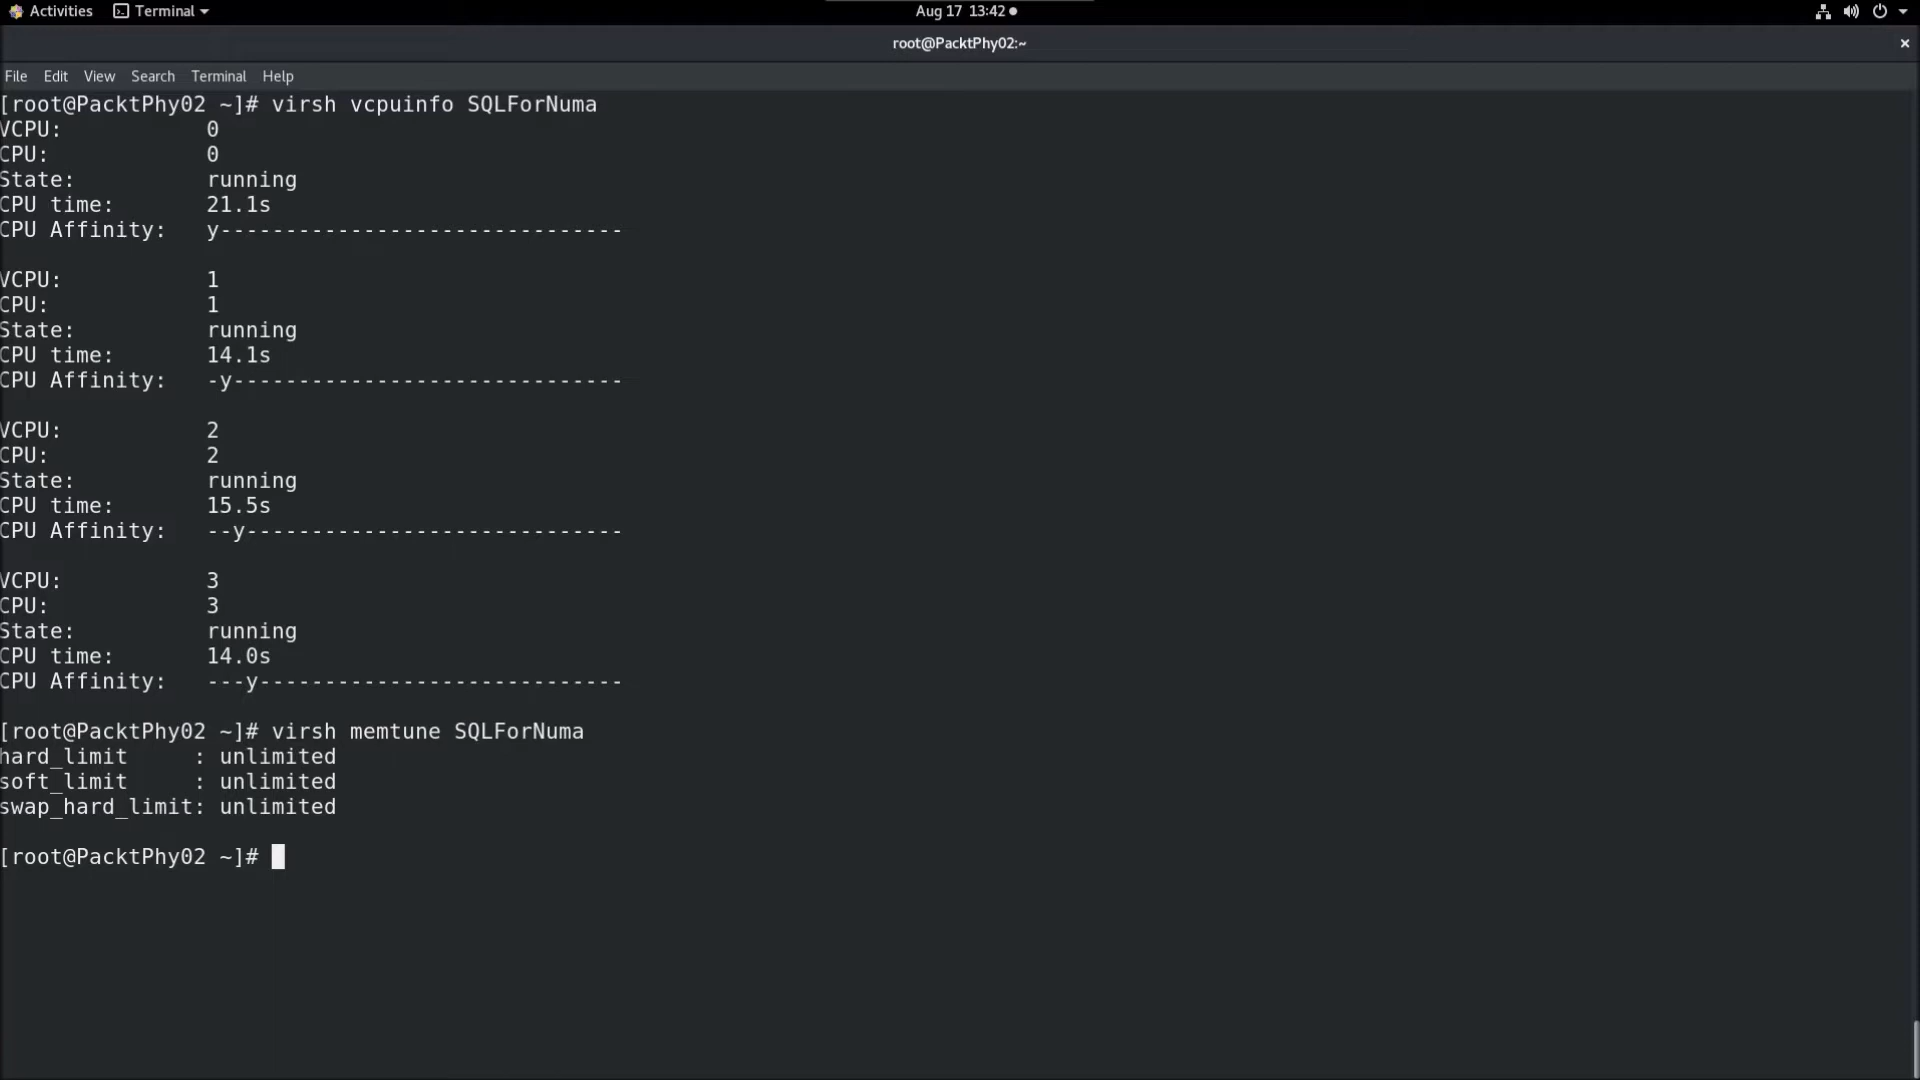 Activities Terminal Aug 17 13:42
root@PacktPhy02:~ ×
File Edit View Search Terminal Help
[root@PacktPhy02 ~]# virsh vcpuinfo SQLForNuma
VCPU: 0
CPU: 0
State: running
CPU time: 21.1s
CPU Affinity: y-------------------------------
VCPU: 1
CPU: 1
State: running
CPU time: 14.1s
CPU Affinity: -y------------------------------
VCPU: 2
CPU: 2
State: running
CPU time: 15.5s
CPU Affinity: --y-----------------------------
VCPU: 3
CPU: 3
State: running
CPU time: 14.0s
CPU Affinity: ---y----------------------------
[root@PacktPhy02 ~]# virsh memtune SQLForNuma
hard_limit : unlimited
soft_limit : unlimited
swap_hard_limit: unlimited
[root@PacktPhy02 ~]#